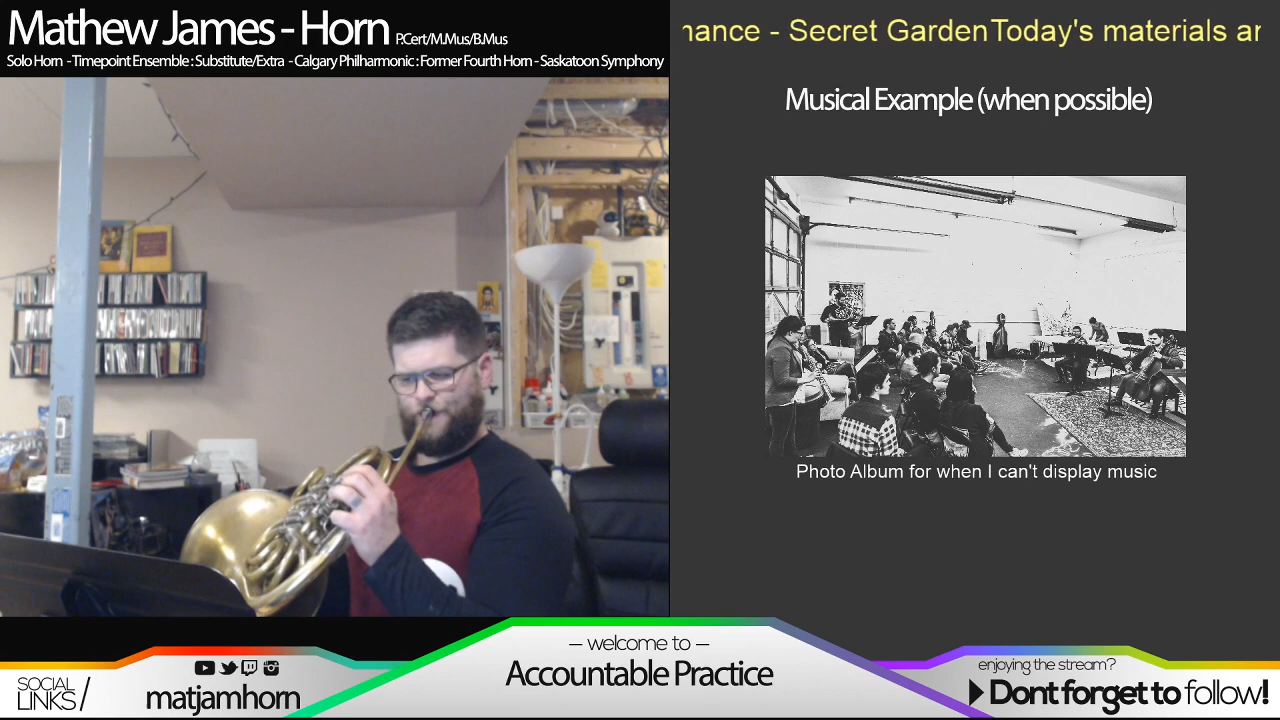 Mathew James - Horn P.Cert/M.Mus/B.Mus
Solo Horn - Timepoint Ensemble : Substitute/Extra - Calgary Philharmonic : Former Fourth Horn - Saskatoon Symphony
nance - Secret GardenToday's materials ar
Musical Example (when possible)
Photo Album for when I can't display music
— welcome to —
Accountable Practice
SOCIAL
LINKS
matjamhorn
enjoying the stream?
Dont forget to follow!